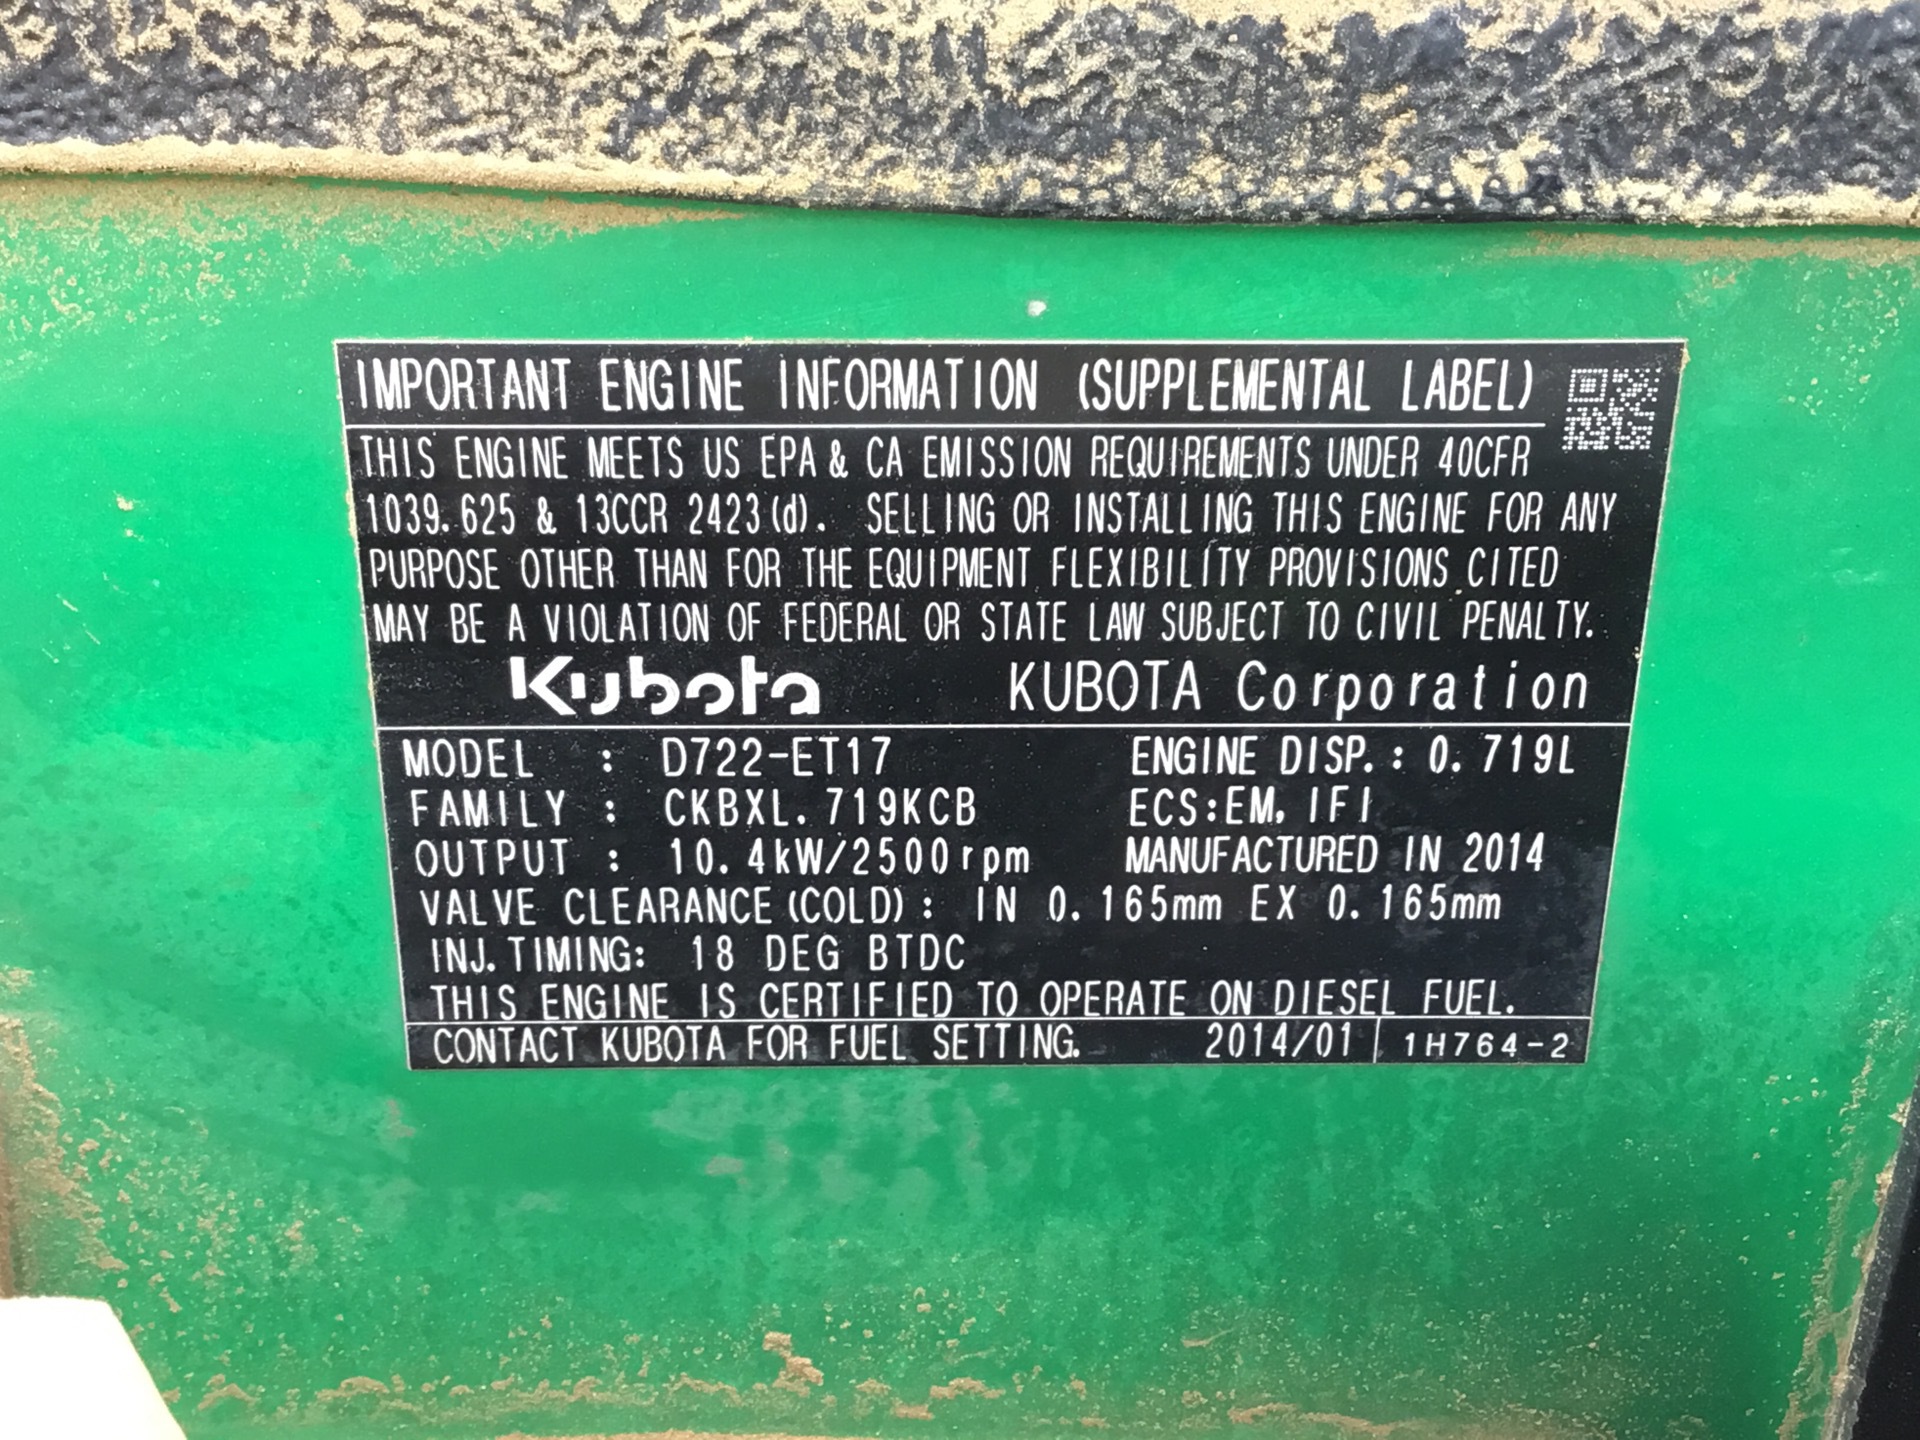 IMPORTANT ENGINE INFORMATION (SUPPLEMENTAL LABEL)
THIS ENGINE MEETS US EPA & CA EMISSION REQUIREMENTS UNDER 40CFR
1039.625 & 13CCR 2423(d). SELLING OR INSTALLING THIS ENGINE FOR ANY
PURPOSE OTHER THAN FOR THE EQUIPMENT FLEXIBILITY PROVISIONS CITED
MAY BE A VIOLATION OF FEDERAL OR STATE LAW SUBJECT TO CIVIL PENALTY.
Kubota KUBOTA Corporation
MODEL : D722-ET17 ENGINE DISP.: 0.719L
FAMILY : CKBXL.719KCB ECS:EM, IFI
OUTPUT : 10.4kW/2500rpm MANUFACTURED IN 2014
VALVE CLEARANCE(COLD): IN 0.165mm EX 0.165mm
INJ.TIMING: 18 DEG BTDC
THIS ENGINE IS CERTIFIED TO OPERATE ON DIESEL FUEL.
CONTACT KUBOTA FOR FUEL SETTING. 2014/01 1H764-2